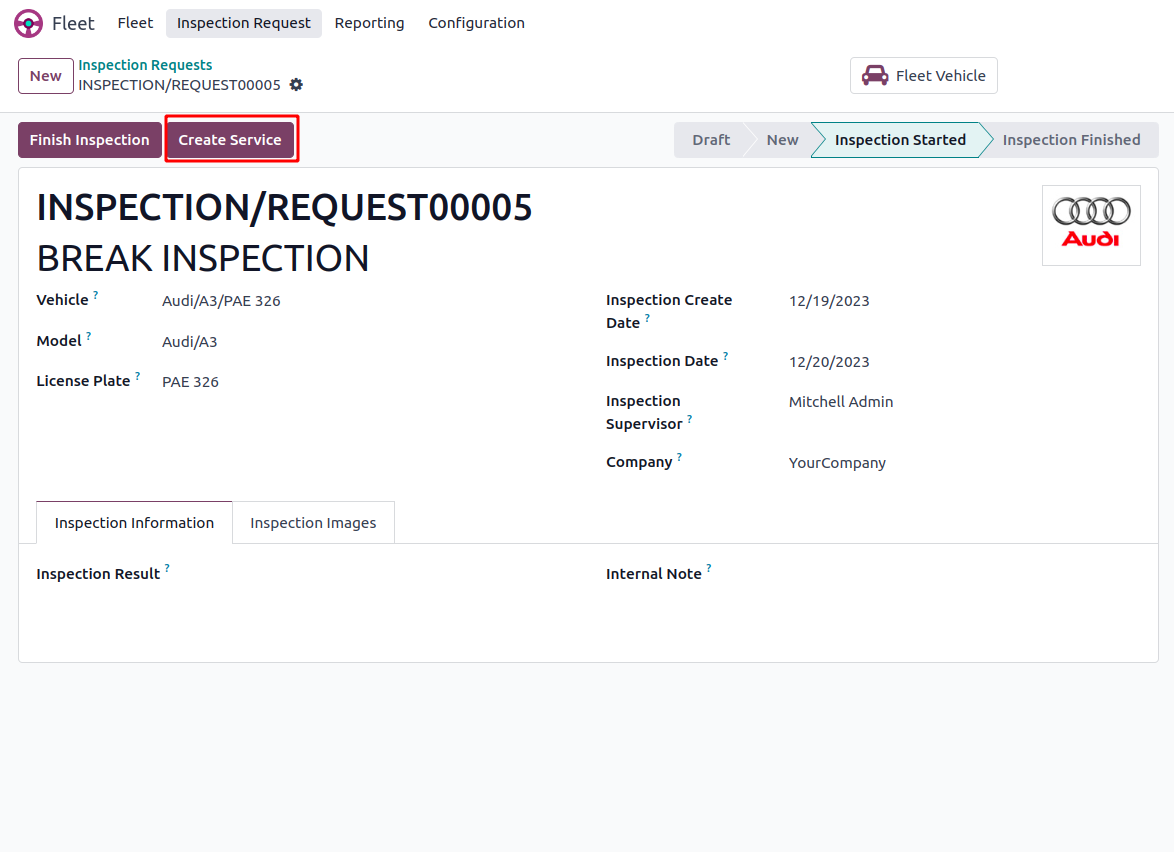 Fleet Fleet Inspection Request Reporting Configuration
New Inspection Requests
INSPECTION/REQUEST00005
Fleet Vehicle
Finish Inspection Create Service Draft New Inspection Started Inspection Finished
INSPECTION/REQUEST00005
Audi
BREAK INSPECTION
Vehicle ? Audi/A3/PAE 326
Model ? Audi/A3
License Plate ? PAE 326
Inspection Create
Date ? 12/19/2023
Inspection Date ? 12/20/2023
Inspection
Supervisor ? Mitchell Admin
Company ? YourCompany
Inspection Information Inspection Images
Inspection Result ? Internal Note ?